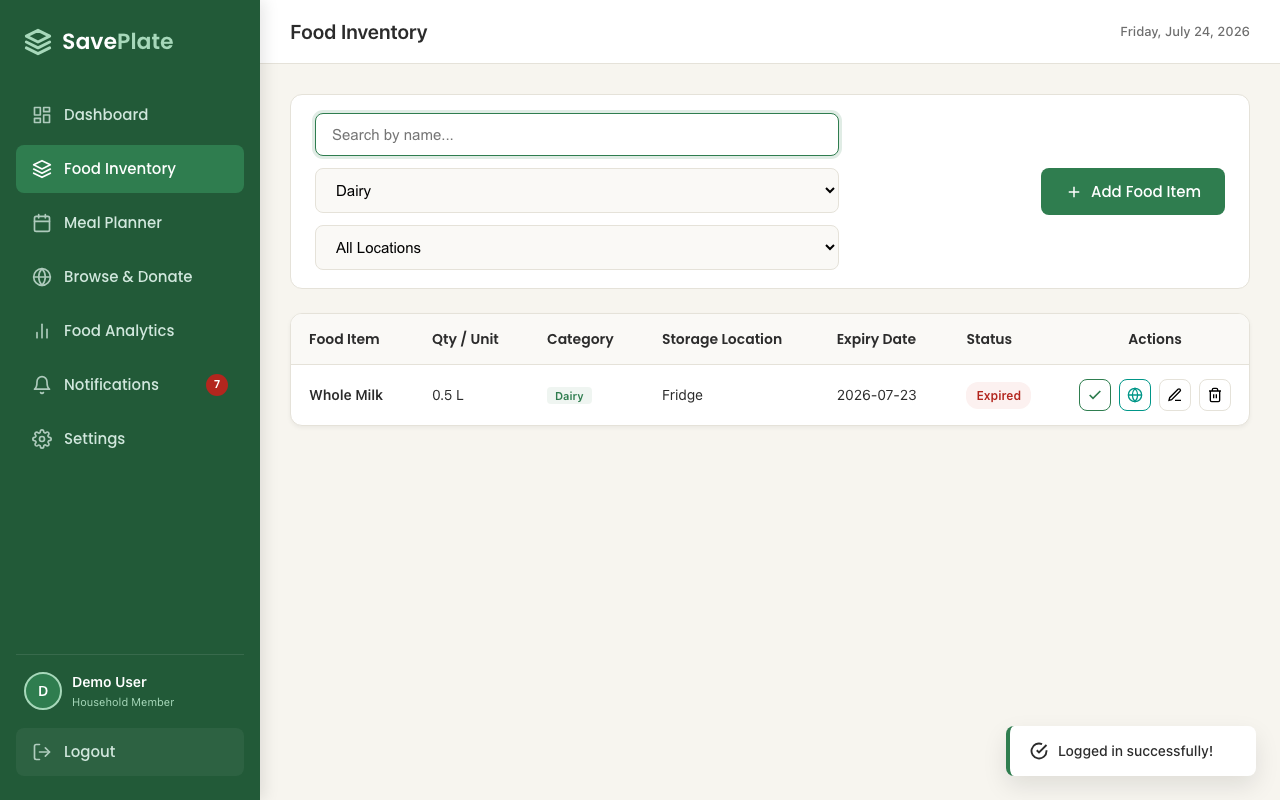 SavePlate
Dashboard
Food Inventory
Meal Planner
Browse & Donate
Food Analytics
Notifications 7
Settings
D
Demo User
Household Member
Logout
Food Inventory
Friday, July 24, 2026
Search by name...
Dairy
All Locations
Add Food Item
Food Item Qty / Unit Category Storage Location Expiry Date Status Actions
Whole Milk 0.5 L Dairy Fridge 2026-07-23 Expired
Logged in successfully!